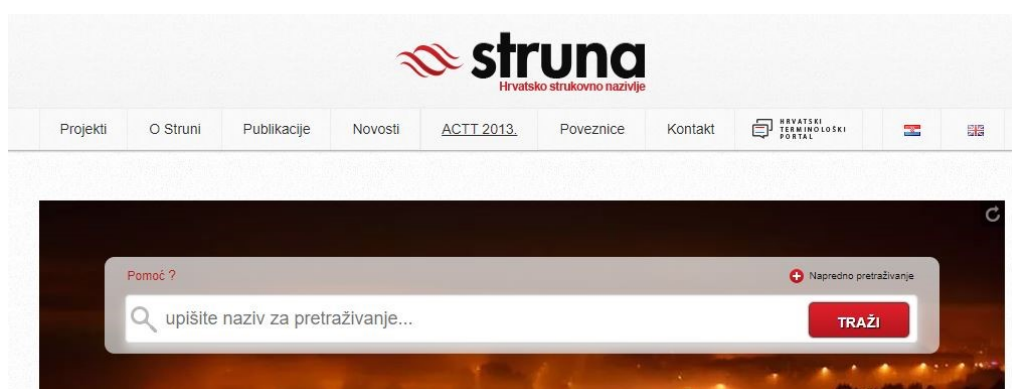 struna
Hrvatsko strukovno nazivlje
Projekti O Struni Publikacije Novosti ACTT 2013. Poveznice Kontakt
HRVATSKI
TERMINOLOŠKI
PORTAL
Pomoć ?
Napredno pretraživanje
upišite naziv za pretraživanje...
TRAŽI